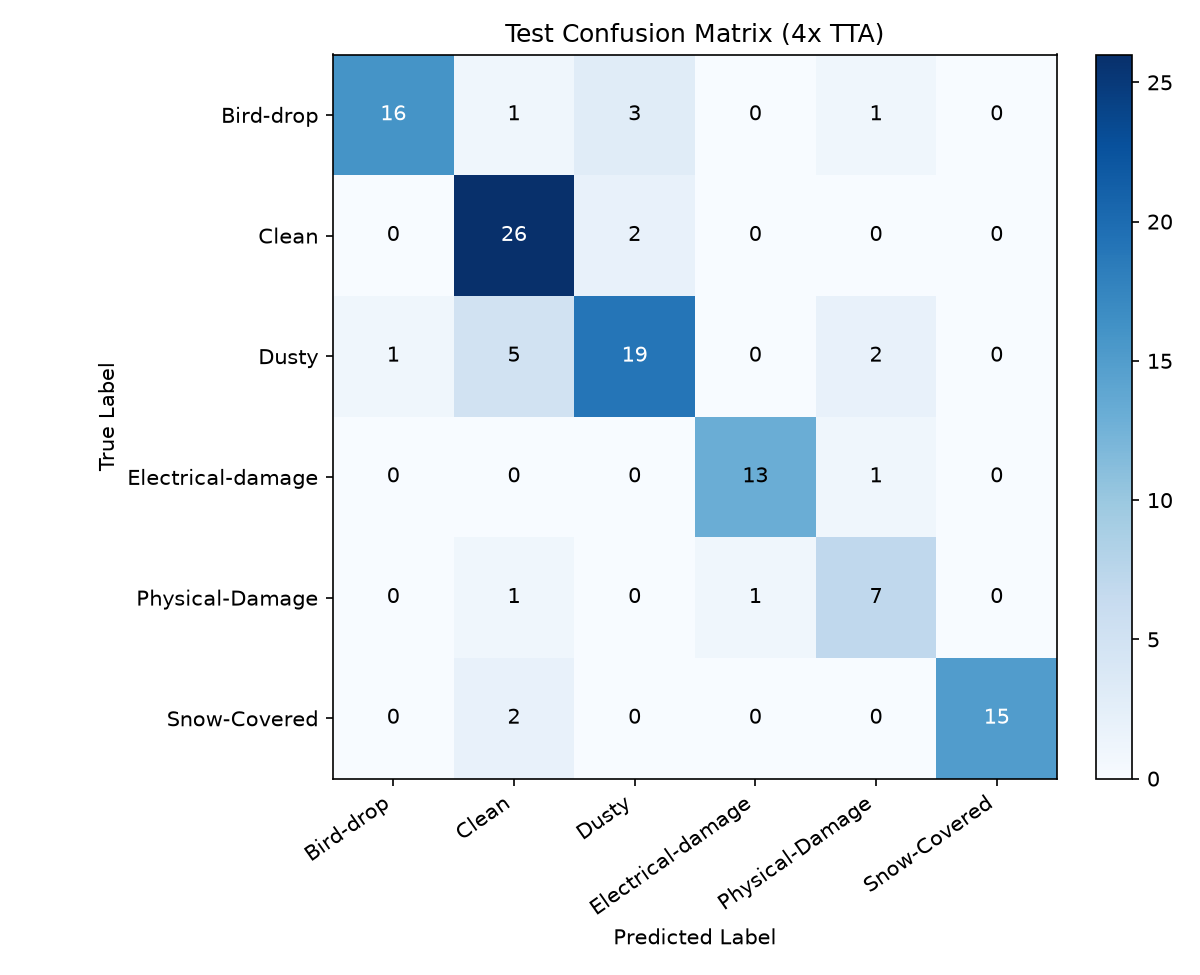 Test Confusion Matrix (4x TTA)
Bird-drop 16 1 3 0 1 0
Clean 0 26 2 0 0 0
Dusty 1 5 19 0 2 0
Electrical-damage 0 0 0 13 1 0
Physical-Damage 0 1 0 1 7 0
Snow-Covered 0 2 0 0 0 15
True Label
Bird-drop Clean Dusty Electrical-damage Physical-Damage Snow-Covered
Predicted Label
25
20
15
10
5
0